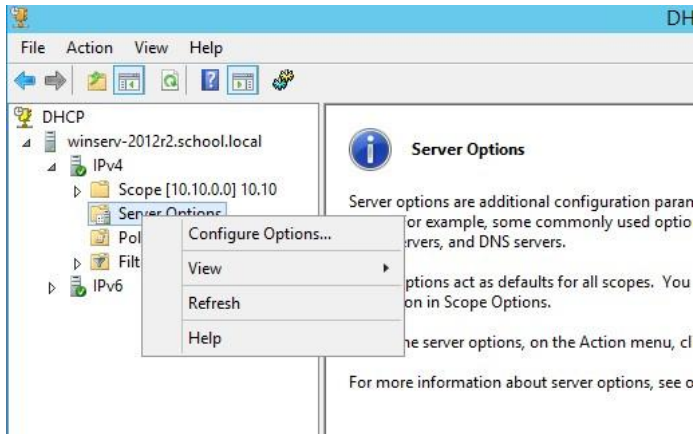 DH
File Action View Help
DHCP
winserv-2012r2.school.local
IPv4
Scope [10.10.0.0] 10.10
Server Options
Pol
Filt
IPv6
Configure Options...
View
Refresh
Help
Server Options
Server options are additional configuration paran
or example, some commonly used optio
ervers, and DNS servers.
ptions act as defaults for all scopes. You
on in Scope Options.
he server options, on the Action menu, cl
For more information about server options, see o